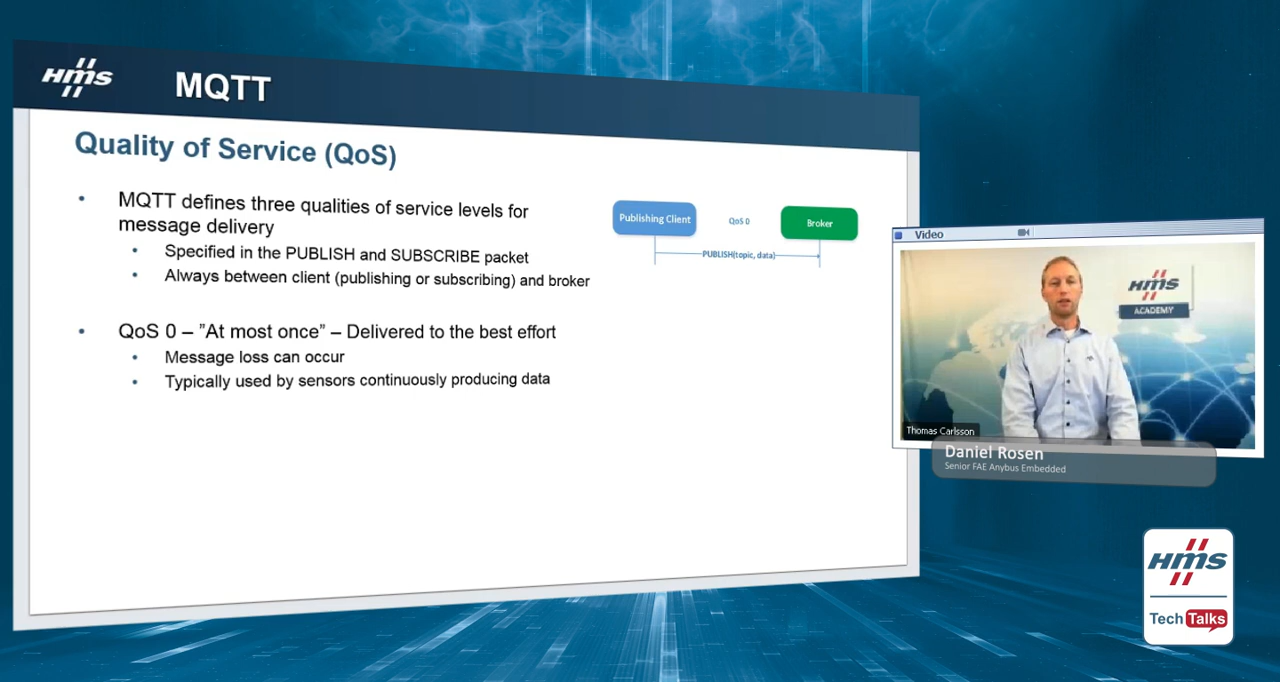 HMS
MQTT
Quality of Service (QoS)
• MQTT defines three qualities of service levels for
message delivery
• Specified in the PUBLISH and SUBSCRIBE packet
• Always between client (publishing or subscribing) and broker
• QoS 0 – ”At most once” – Delivered to the best effort
• Message loss can occur
• Typically used by sensors continuously producing data
Publishing Client
QoS 0
Broker
PUBLISH(topic, data)
Video
HMS
ACADEMY
Thomas Carlsson
Daniel Rosen
Senior FAE Anybus Embedded
HMS
Tech Talks